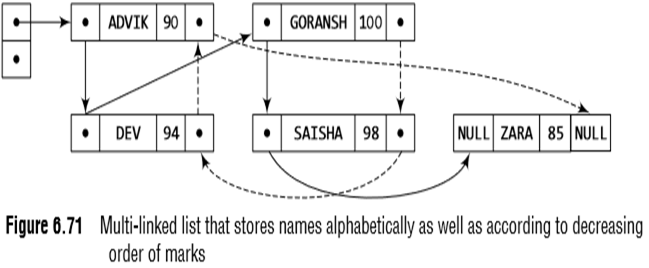 ADVIK 90
GORANSH 100
DEV 94
SAISHA 98
NULL ZARA 85 NULL
Figure 6.71 Multi-linked list that stores names alphabetically as well as according to decreasing
order of marks